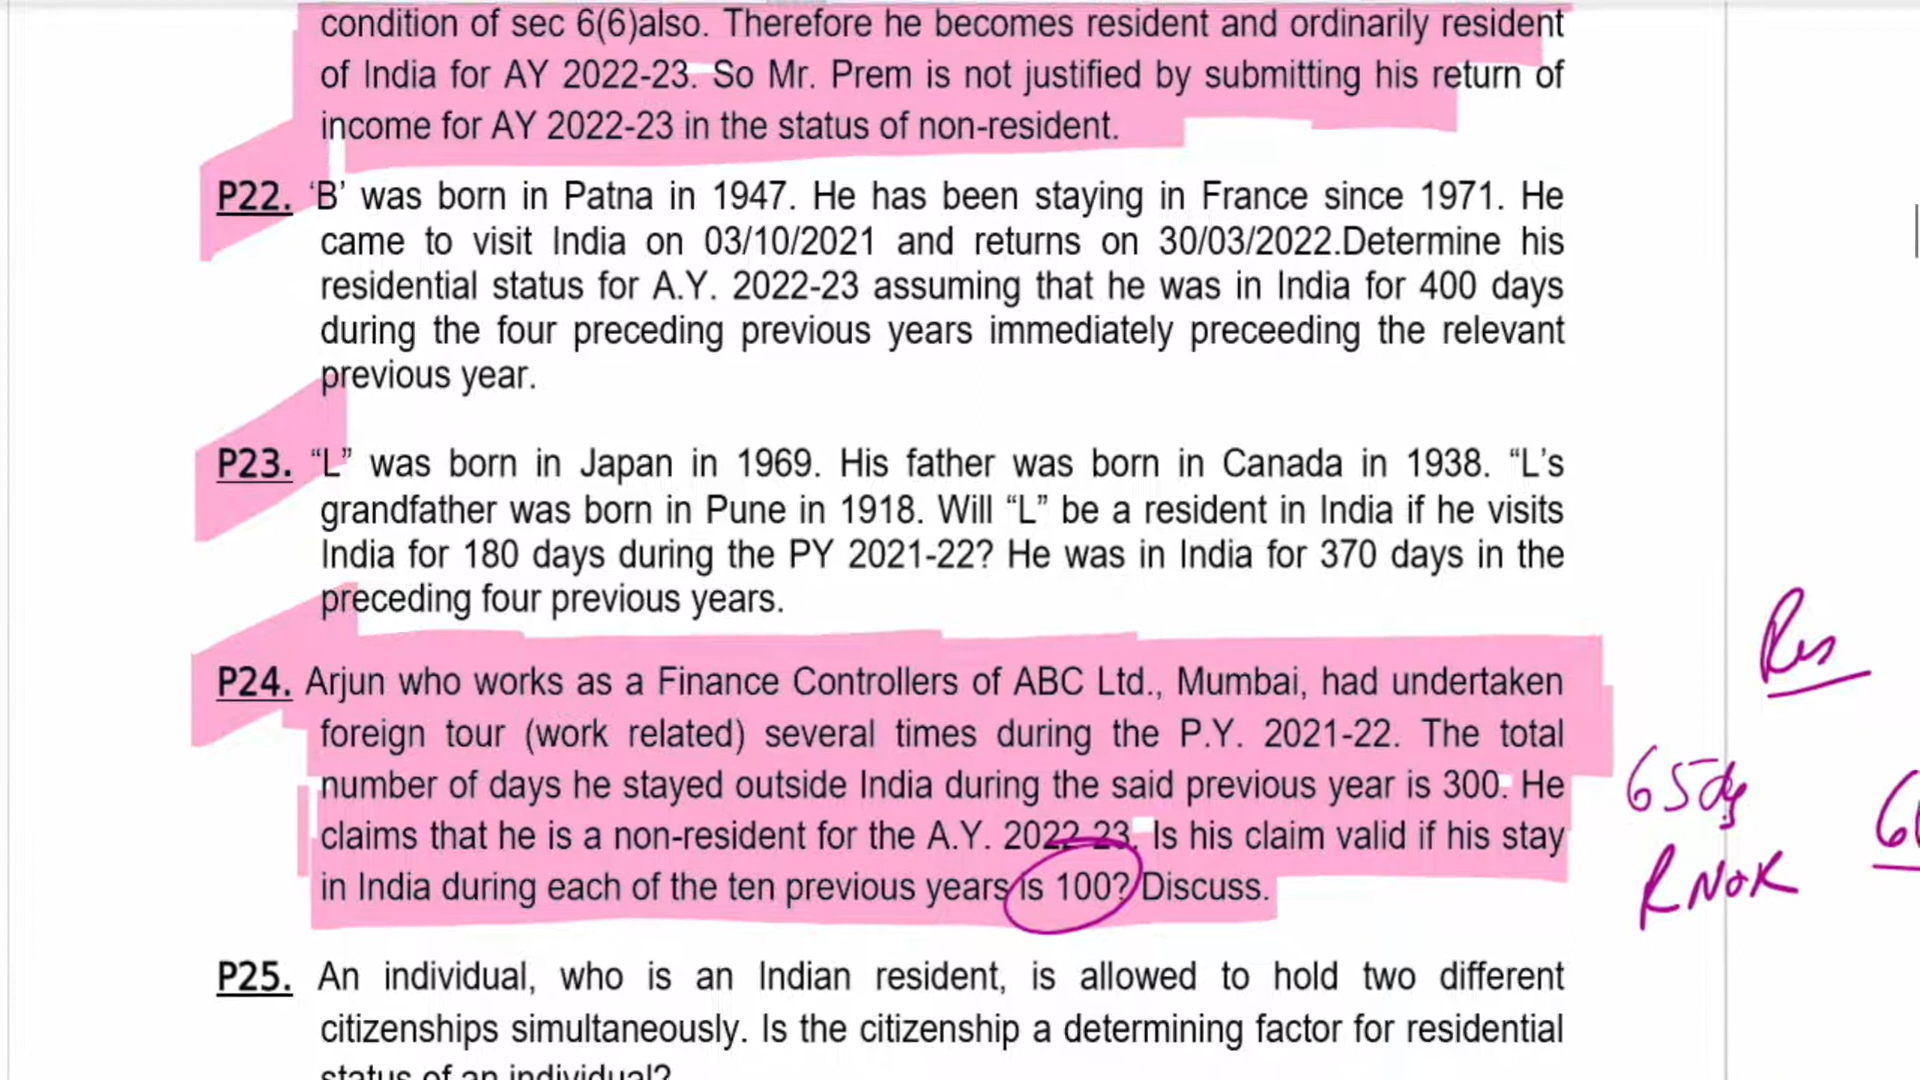 condition of sec 6(6)also. Therefore he becomes resident and ordinarily resident
of India for AY 2022-23. So Mr. Prem is not justified by submitting his return of
income for AY 2022-23 in the status of non-resident.
P22. ‘B’ was born in Patna in 1947. He has been staying in France since 1971. He
came to visit India on 03/10/2021 and returns on 30/03/2022.Determine his
residential status for A.Y. 2022-23 assuming that he was in India for 400 days
during the four preceding previous years immediately preceeding the relevant
previous year.
P23. “L” was born in Japan in 1969. His father was born in Canada in 1938. “L’s
grandfather was born in Pune in 1918. Will “L” be a resident in India if he visits
India for 180 days during the PY 2021-22? He was in India for 370 days in the
preceding four previous years.
Res
P24. Arjun who works as a Finance Controllers of ABC Ltd., Mumbai, had undertaken
foreign tour (work related) several times during the P.Y. 2021-22. The total
number of days he stayed outside India during the said previous year is 300. He
65dy
claims that he is a non-resident for the A.Y. 2022-23. Is his claim valid if his stay
in India during each of the ten previous years is 100? Discuss.
RNOR
P25. An individual, who is an Indian resident, is allowed to hold two different
citizenships simultaneously. Is the citizenship a determining factor for residential
status of an individual?